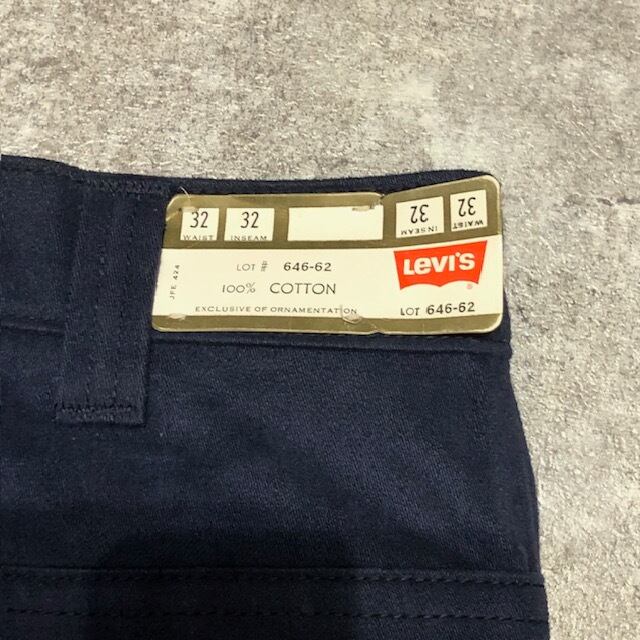 32 32 32 32
WAIST INSEAM INSEAM WAIST
LOT # 646-62
LEVI'S ®
100% COTTON
JFE 424
EXCLUSIVE OF ORNAMENTATION
LOT 646-62